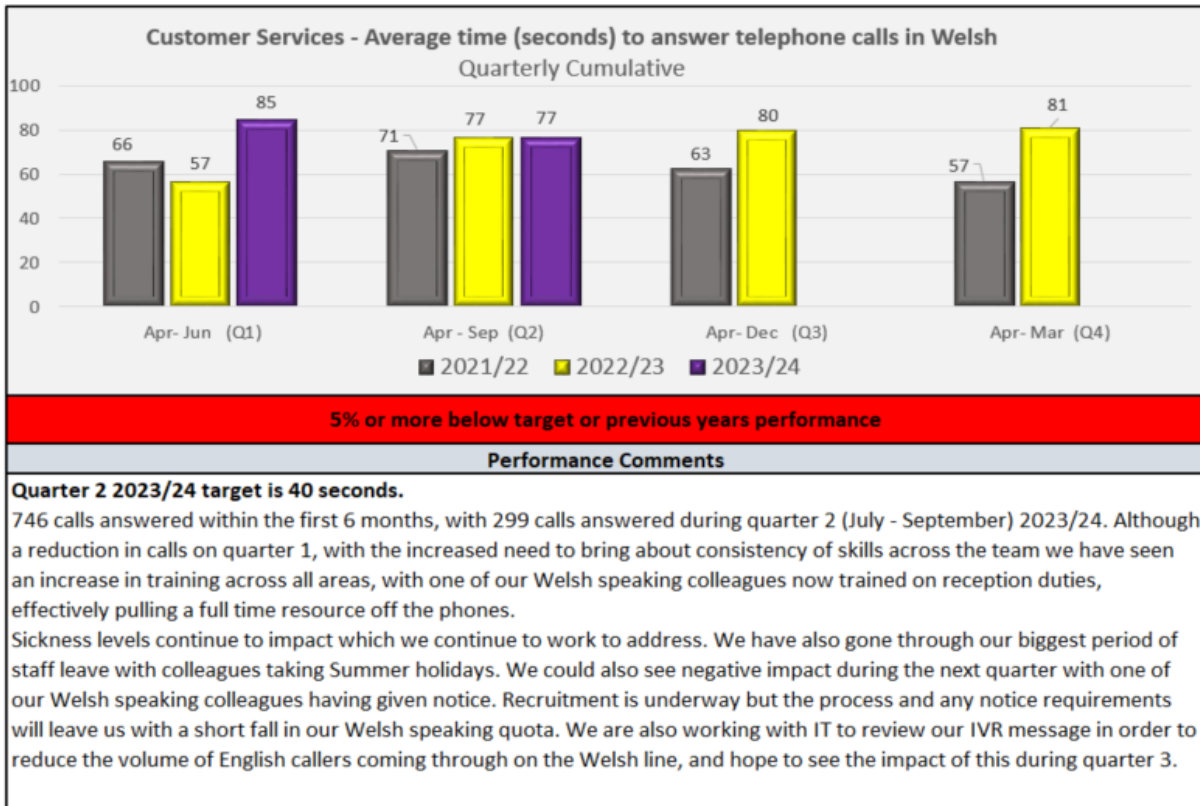 Customer Services - Average time (seconds) to answer telephone calls in Welsh
Quarterly Cumulative
100
80
60
40
20
0
66
57
85
71
77
77
63
80
57
81
Apr- Jun (Q1)
Apr - Sep (Q2)
Apr- Dec (Q3)
Apr- Mar (Q4)
2021/22
2022/23
2023/24
5% or more below target or previous years performance
Performance Comments
Quarter 2 2023/24 target is 40 seconds.
746 calls answered within the first 6 months, with 299 calls answered during quarter 2 (July - September) 2023/24. Although
a reduction in calls on quarter 1, with the increased need to bring about consistency of skills across the team we have seen
an increase in training across all areas, with one of our Welsh speaking colleagues now trained on reception duties,
effectively pulling a full time resource off the phones.
Sickness levels continue to impact which we continue to work to address. We have also gone through our biggest period of
staff leave with colleagues taking Summer holidays. We could also see negative impact during the next quarter with one of
our Welsh speaking colleagues having given notice. Recruitment is underway but the process and any notice requirements
will leave us with a short fall in our Welsh speaking quota. We are also working with IT to review our IVR message in order to
reduce the volume of English callers coming through on the Welsh line, and hope to see the impact of this during quarter 3.